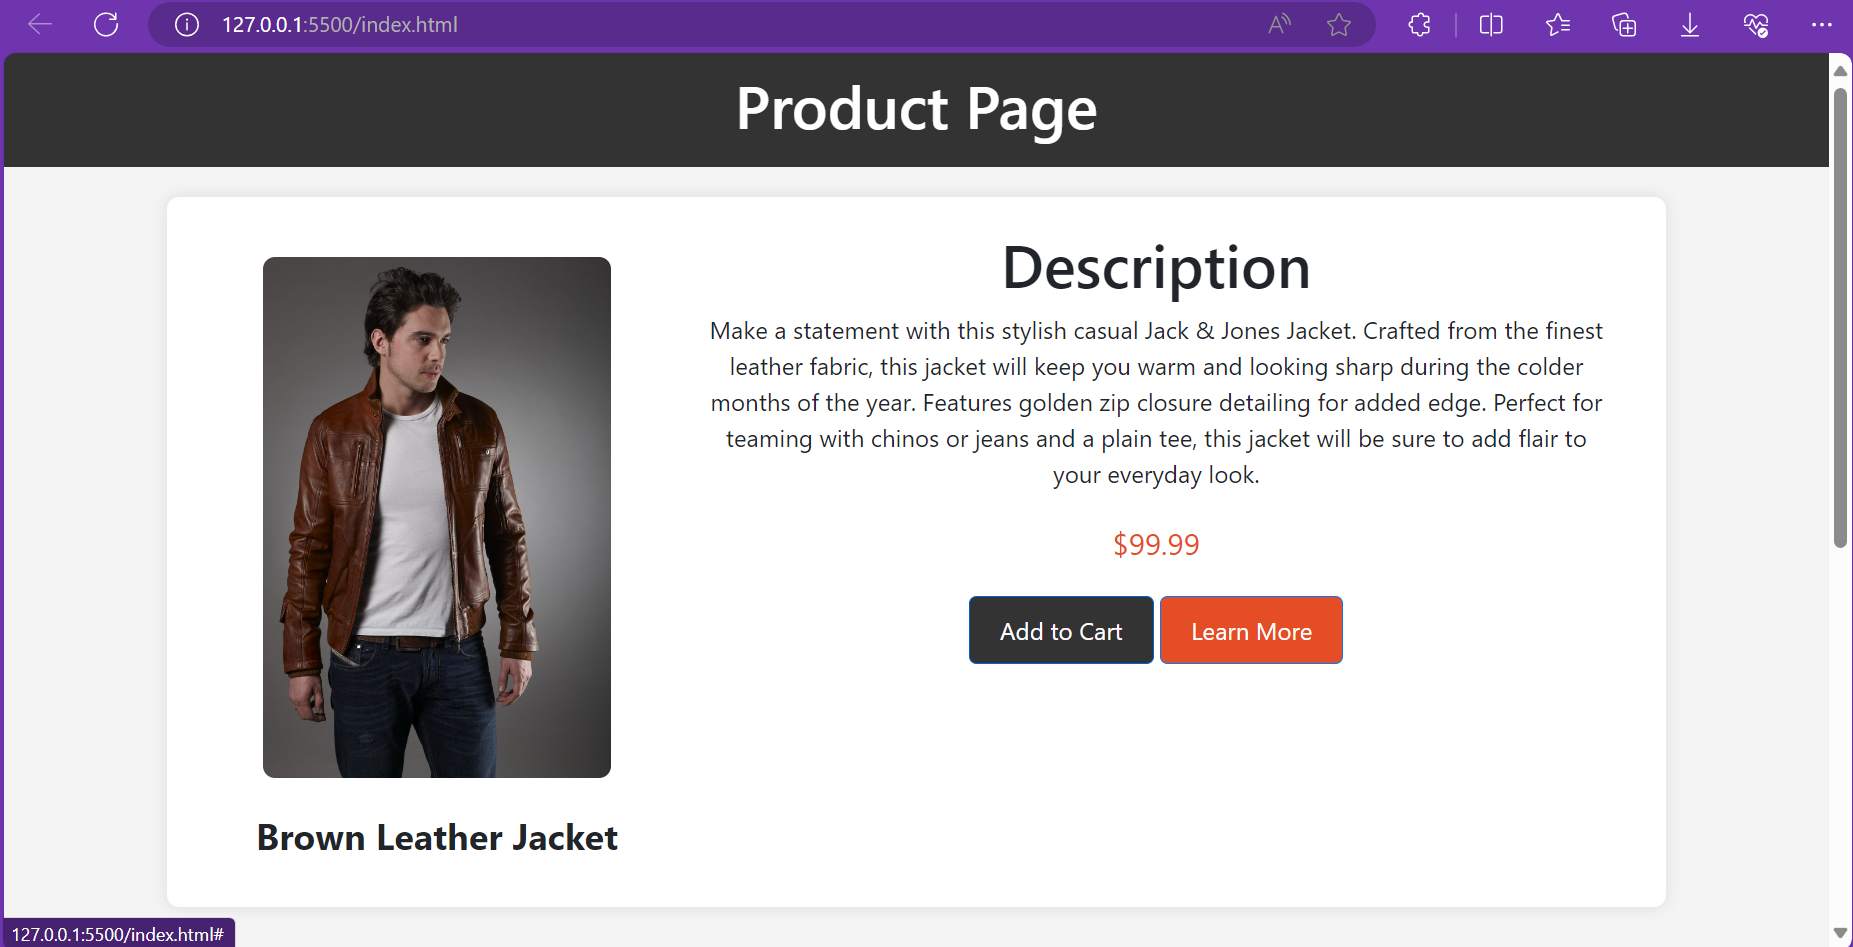 127.0.0.1:5500/index.html
Product Page
Description
Make a statement with this stylish casual Jack & Jones Jacket. Crafted from the finest
leather fabric, this jacket will keep you warm and looking sharp during the colder
months of the year. Features golden zip closure detailing for added edge. Perfect for
teaming with chinos or jeans and a plain tee, this jacket will be sure to add flair to
your everyday look.
$99.99
Add to Cart Learn More
Brown Leather Jacket
127.0.0.1:5500/index.html#